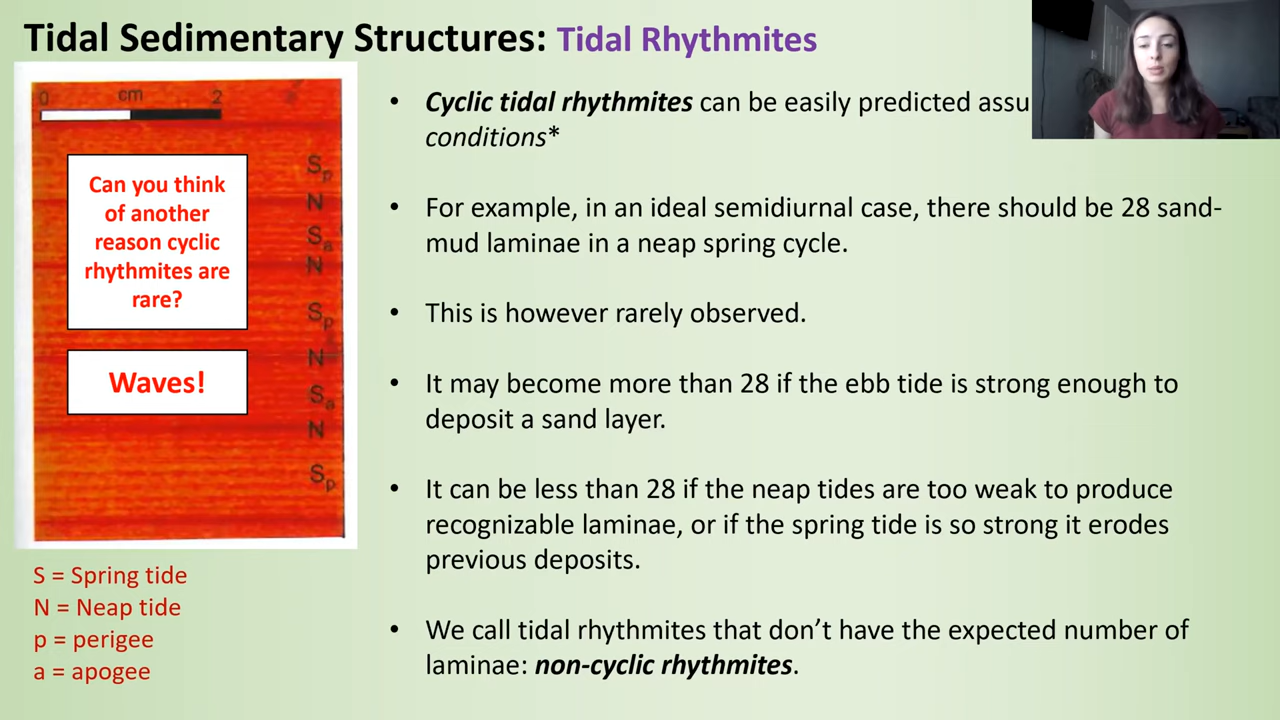 Tidal Sedimentary Structures: Tidal Rhythmites
0 cm 2
Sp
N
Sa
N
Sp
N
Sa
N
Sp
Can you think
of another
reason cyclic
rhythmites are
rare?
Waves!
S = Spring tide
N = Neap tide
p = perigee
a = apogee
• Cyclic tidal rhythmites can be easily predicted
conditions*
• For example, in an ideal semidiurnal case, there should be 28 sand-
mud laminae in a neap spring cycle.
• This is however rarely observed.
• It may become more than 28 if the ebb tide is strong enough to
deposit a sand layer.
• It can be less than 28 if the neap tides are too weak to produce
recognizable laminae, or if the spring tide is so strong it erodes
previous deposits.
• We call tidal rhythmites that don’t have the expected number of
laminae: non-cyclic rhythmites.